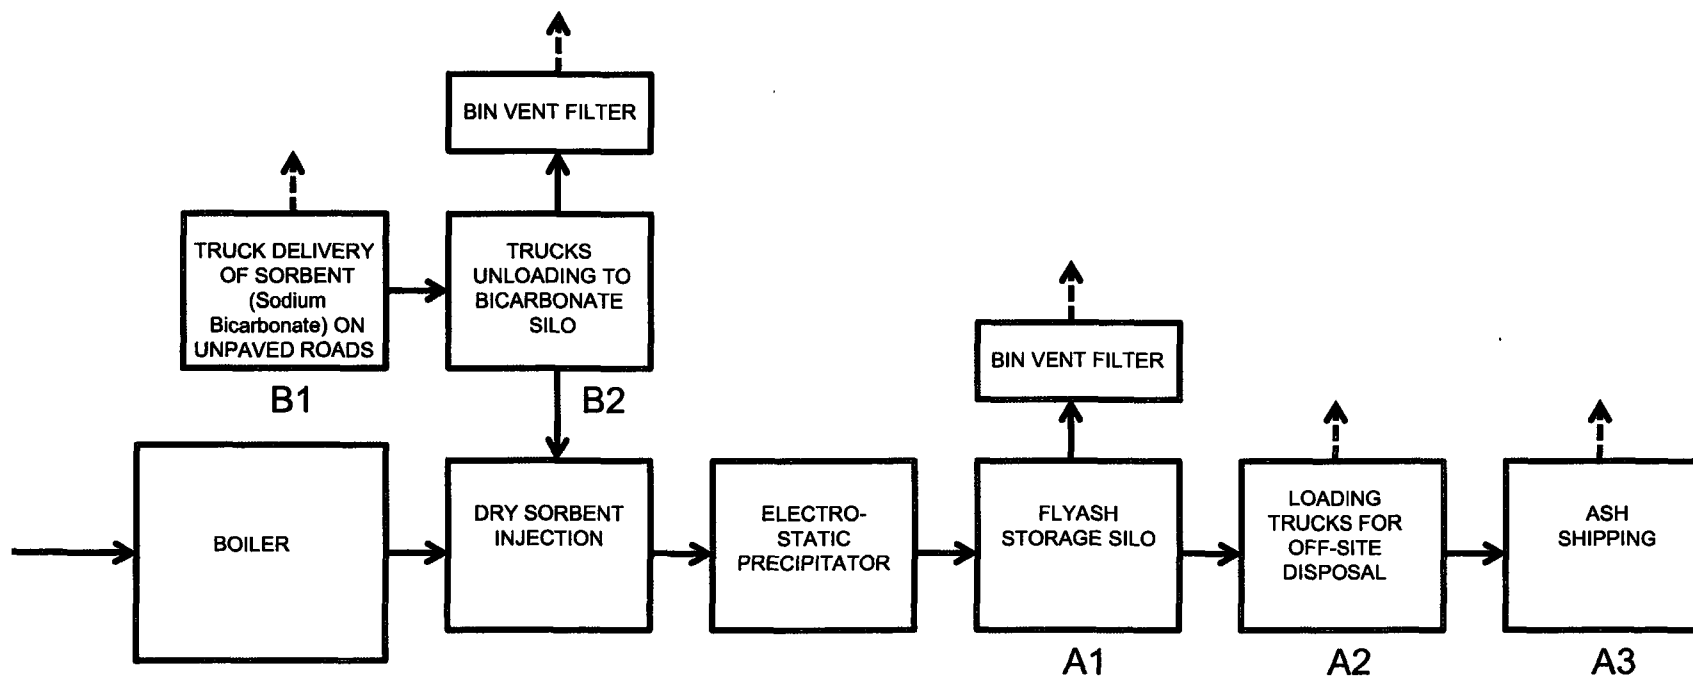 BIN VENT FILTER
TRUCK DELIVERY
OF SORBENT
(Sodium
Bicarbonate) ON
UNPAVED ROADS
B1
TRUCKS
UNLOADING TO
BICARBONATE
SILO
B2
BIN VENT FILTER
BOILER
DRY SORBENT
INJECTION
ELECTRO-
STATIC
PRECIPITATOR
FLYASH
STORAGE SILO
A1
LOADING
TRUCKS FOR
OFF-SITE
DISPOSAL
A2
ASH
SHIPPING
A3